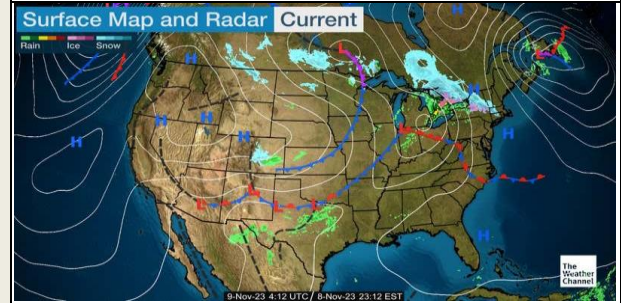 Surface Map and Radar Current
Rain Ice Snow
H
H
L
L
H
H
H
H
H
L
H
L
L
L
L
H
The
Weather
Channel
9-Nov-23 4:12 UTC / 8-Nov-23 23:12 EST